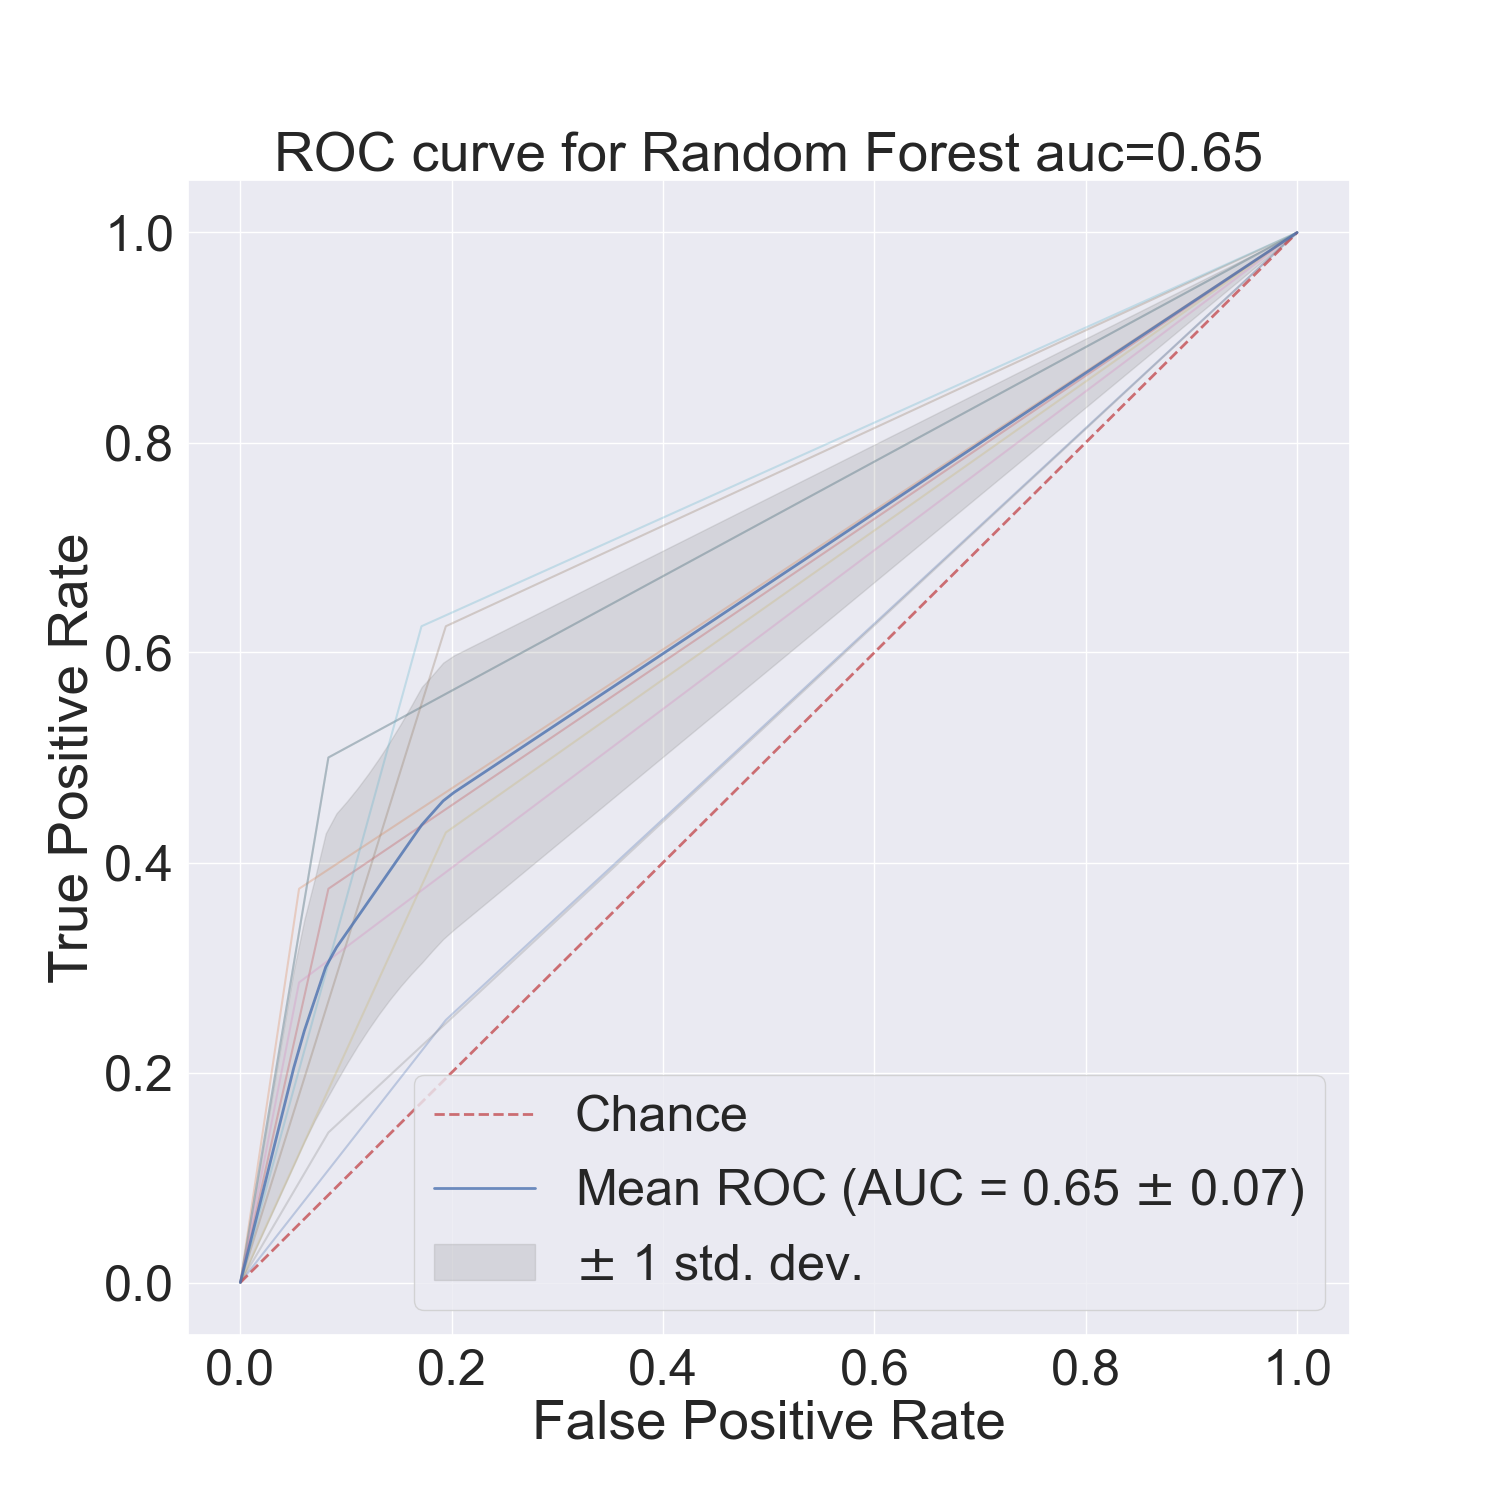 ROC curve for Random Forest auc=0.65
True Positive Rate
1.0
0.8
0.6
0.4
0.2
0.0
Chance
Mean ROC (AUC = 0.65 ± 0.07)
± 1 std. dev.
0.0 0.2 0.4 0.6 0.8 1.0
False Positive Rate